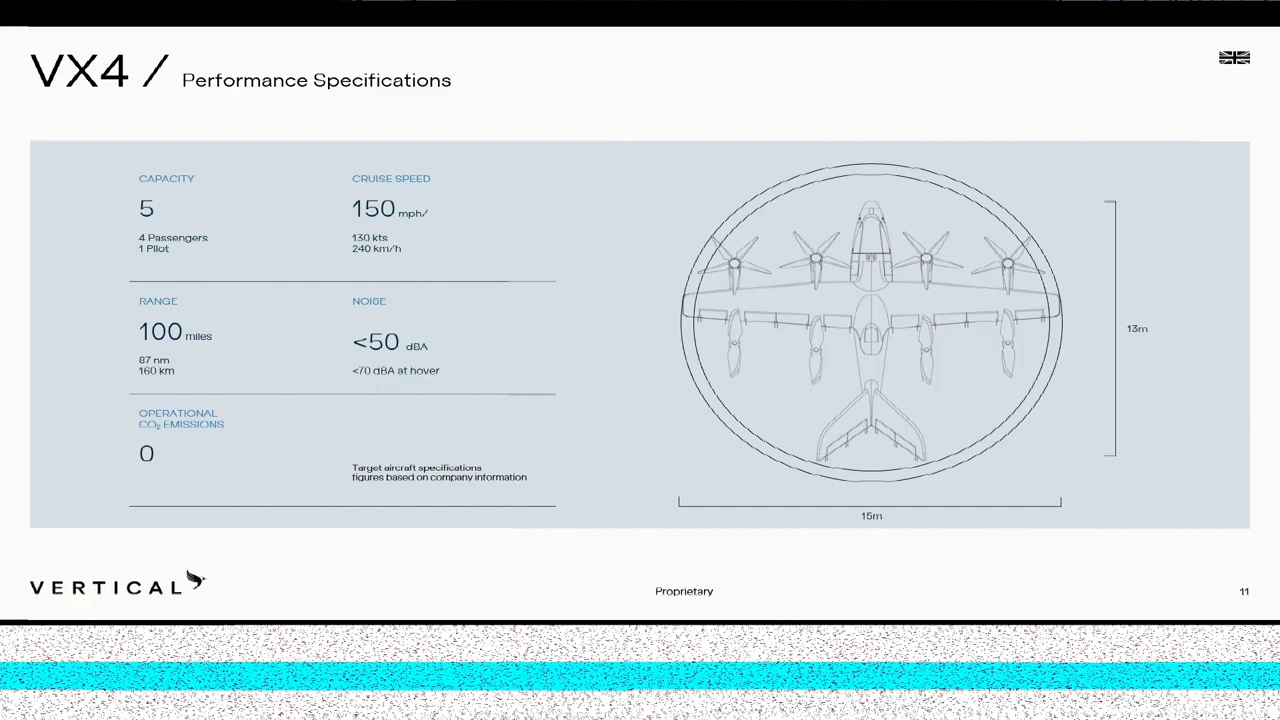 VX4 / Performance Specifications
CAPACITY
5
4 Passengers
1 Pilot
CRUISE SPEED
150 mph/
130 kts
240 km/h
RANGE
100 miles
87 nm
160 km
NOISE
<50 dBA
<70 dBA at hover
OPERATIONAL
CO₂ EMISSIONS
0
Target aircraft specifications
figures based on company information
13m
15m
VERTICAL
Proprietary
11